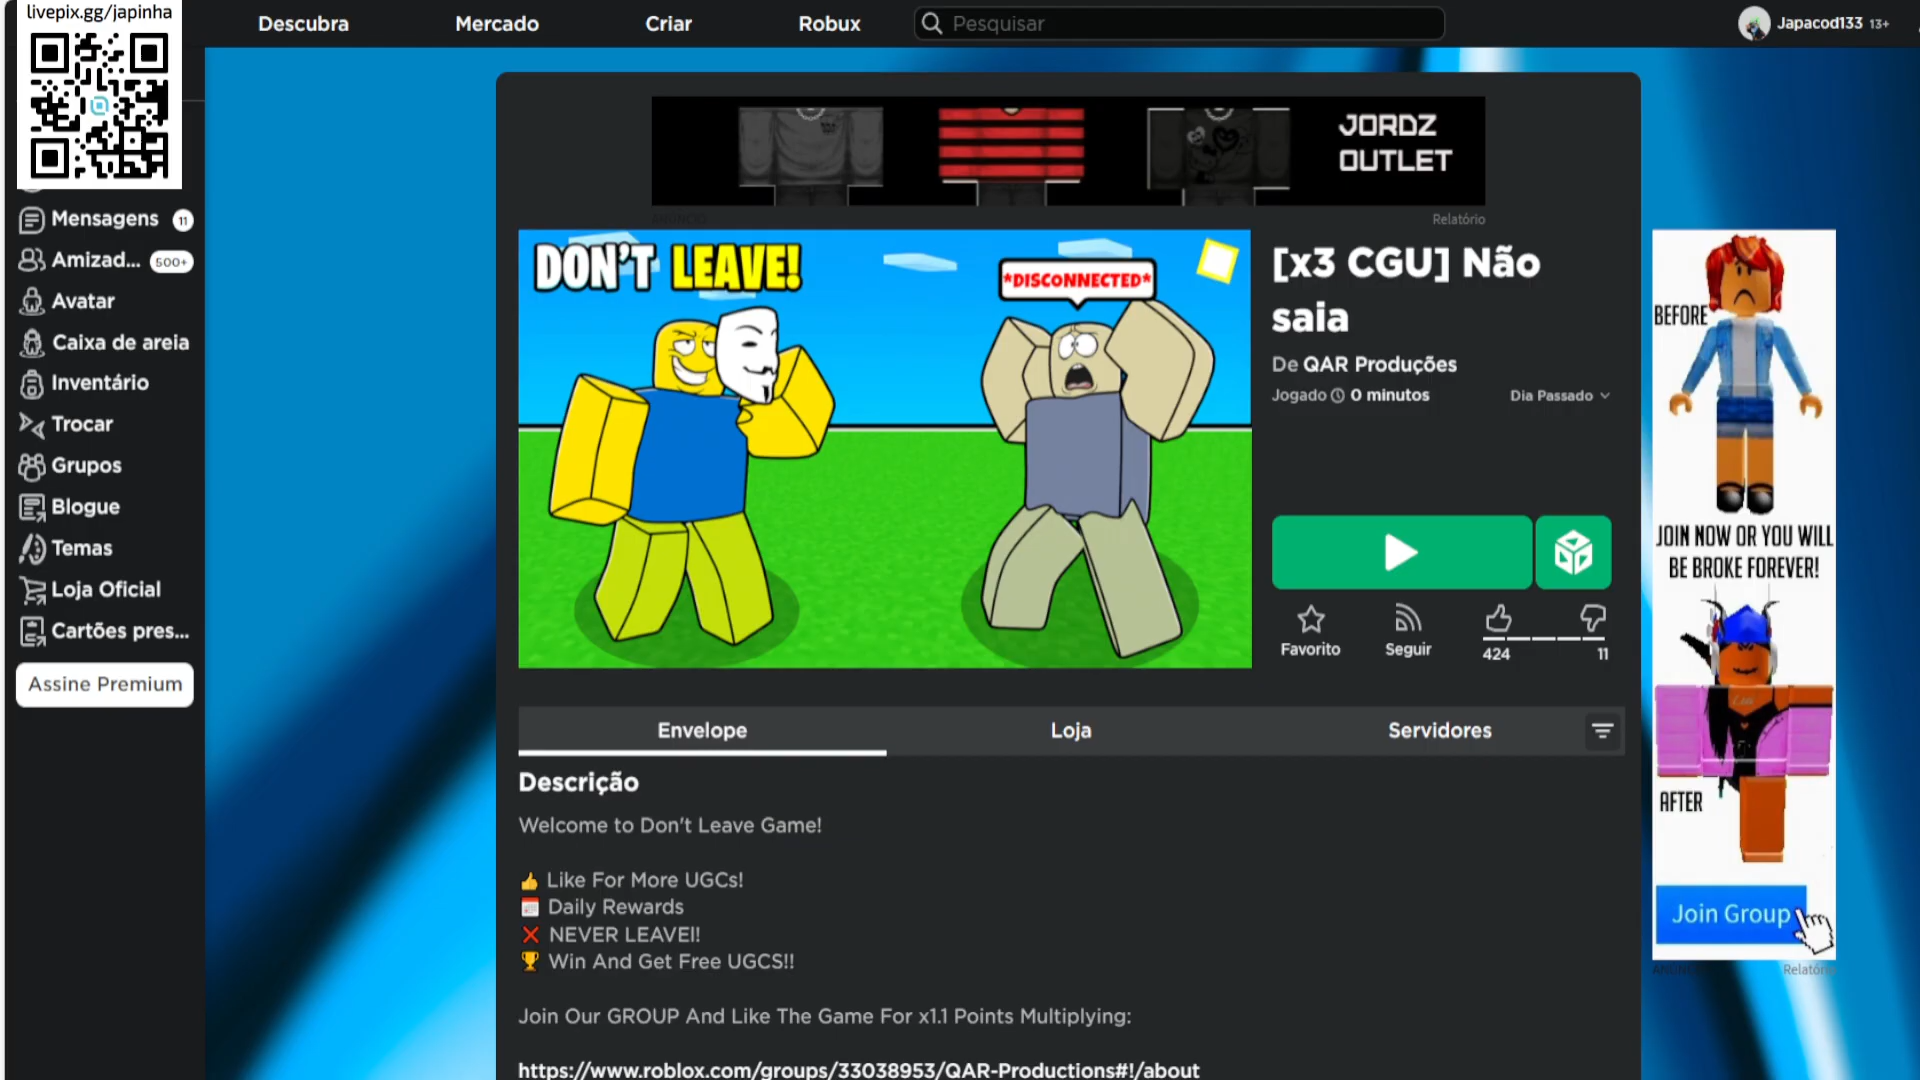 livepix.gg/japinha
Descubra
Mercado
Criar
Robux
Pesquisar
Japacod133 13+
Mensagens 11
Amizad... 500+
Avatar
Caixa de areia
Inventário
Trocar
Grupos
Blogue
Temas
Loja Oficial
Cartões pres...
Assine Premium
JORDZ
OUTLET
ANÚNCIO
Relatório
DON'T LEAVE!
*DISCONNECTED*
[x3 CGU] Não
saia
De QAR Produções
Jogado 0 minutos
Dia Passado
Favorito
Seguir
424
11
Envelope
Loja
Servidores
Descrição
Welcome to Don't Leave Game!
👍 Like For More UGCs!
📅 Daily Rewards
❌ NEVER LEAVE!!
🏆 Win And Get Free UGCS!!
Join Our GROUP And Like The Game For x1.1 Points Multiplying:
https://www.roblox.com/groups/33038953/QAR-Productions#!/about
BEFORE
JOIN NOW OR YOU WILL
BE BROKE FOREVER!
AFTER
Join Group
Relatório